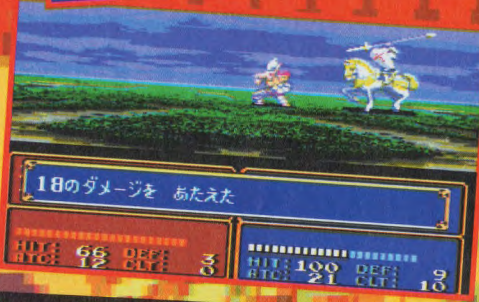 18のダメージを あたえた
HIT: 66 DEF: 3
ATC: 12 CLT: 0
HIT:100 DEF: 9
ATC: 21 CLT: 10